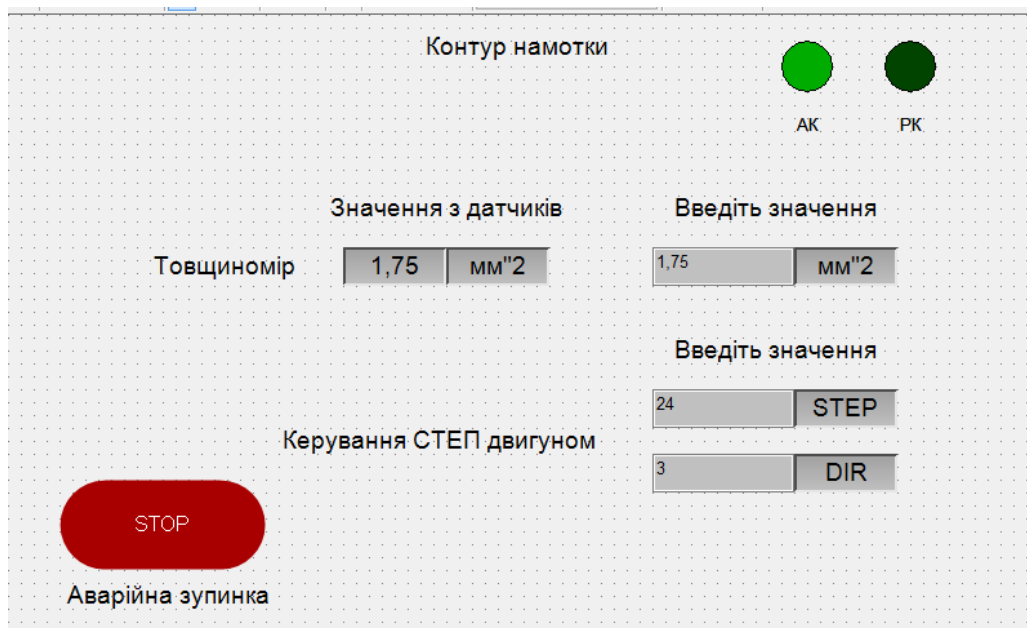 Контур намотки
АК РК
Значення з датчиків Введіть значення
Товщиномір 1,75 мм"2 1,75 мм"2
Введіть значення
24 STEP
Керування СТЕП двигуном
3 DIR
STOP
Аварійна зупинка